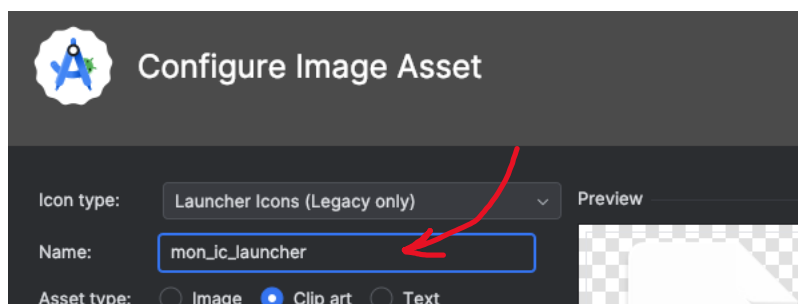 Configure Image Asset
Icon type: Launcher Icons (Legacy only) Preview
Name: mon_ic_launcher
Asset type: Image Clip art Text